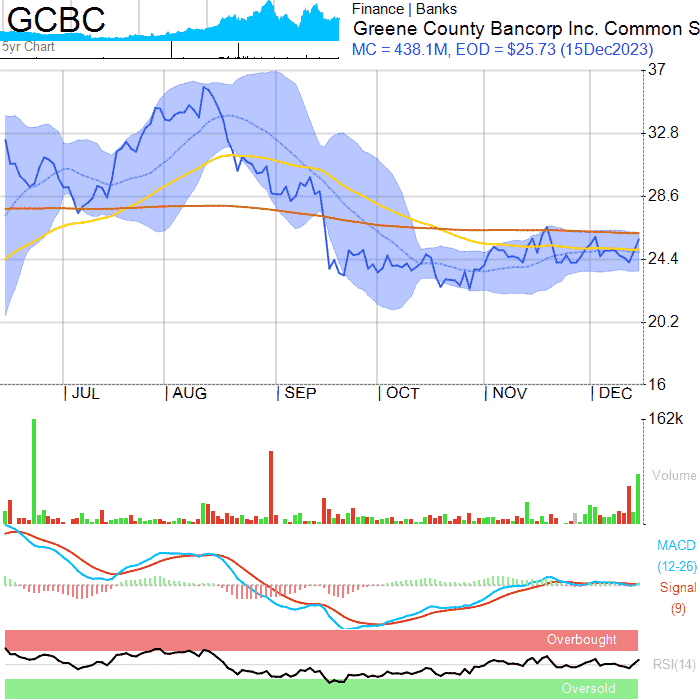 GCBC
5yr Chart
Finance | Banks
Greene County Bancorp Inc. Common S
MC = 438.1M, EOD = $25.73 (15Dec2023)
37
32.8
28.6
24.4
20.2
16
JUL AUG SEP OCT NOV DEC
162k
Volume
MACD
(12-26)
Signal
(9)
Overbought
RSI(14)
Oversold